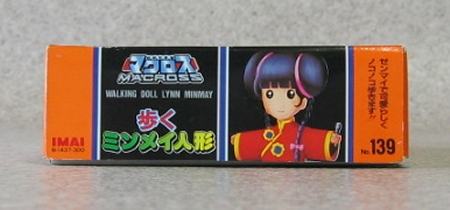 マクロス
MACROSS
WALKING DOLL LYNN MINMAY
歩く
ミンメイ人形
IMAI
B-1437-300
ゼンマイで可愛らしく
ノコノコ歩きます!!
No.139